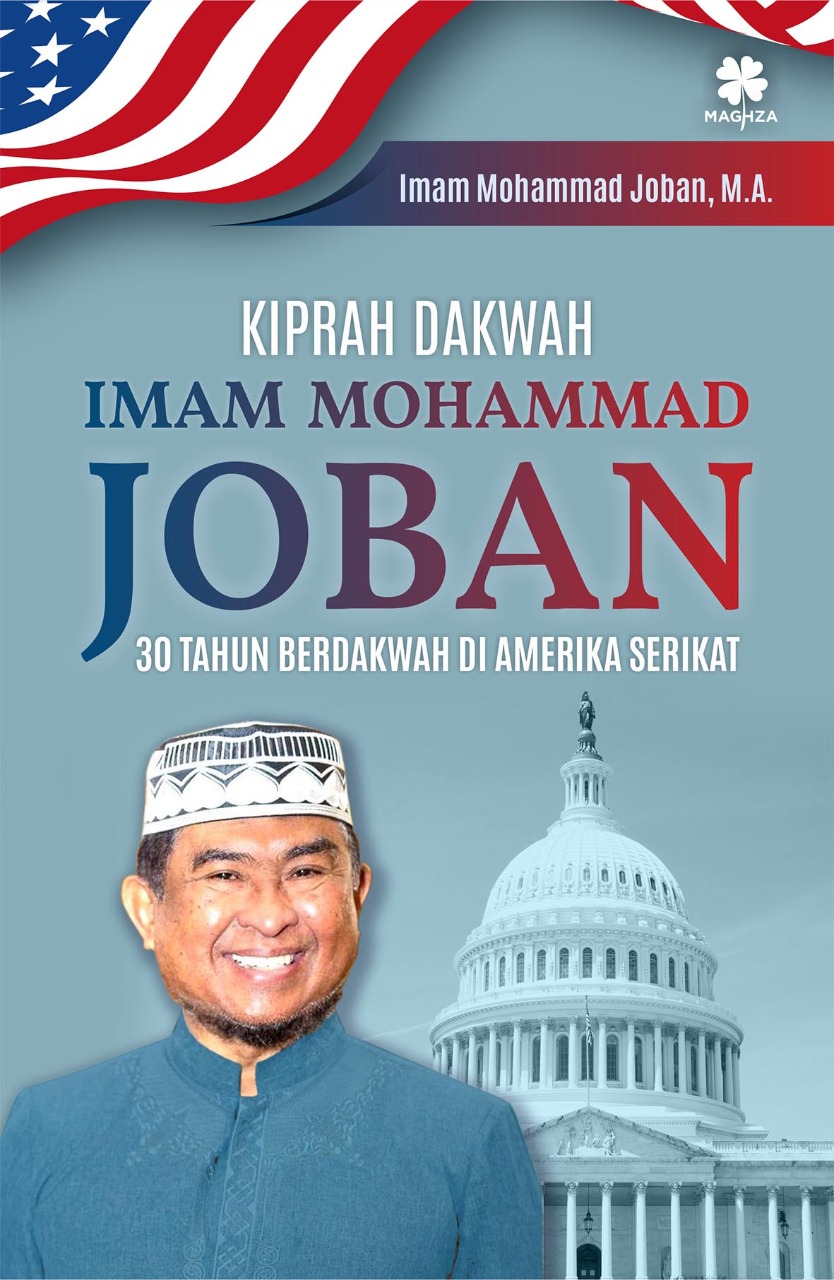 MAGHZA
Imam Mohammad Joban, M.A.
KIPRAH DAKWAH
IMAM MOHAMMAD
JOBAN
30 TAHUN BERDAKWAH DI AMERIKA SERIKAT